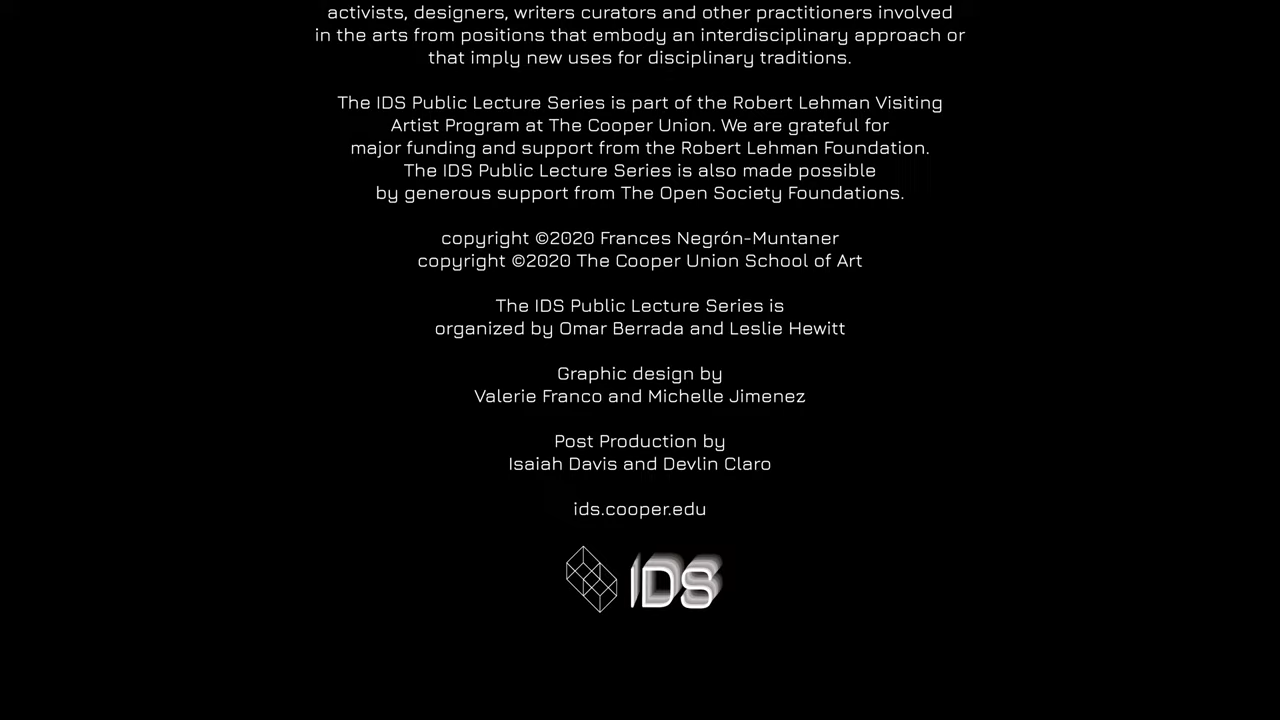 activists, designers, writers curators and other practitioners involved
in the arts from positions that embody an interdisciplinary approach or
that imply new uses for disciplinary traditions.
The IDS Public Lecture Series is part of the Robert Lehman Visiting
Artist Program at The Cooper Union. We are grateful for
major funding and support from the Robert Lehman Foundation.
The IDS Public Lecture Series is also made possible
by generous support from The Open Society Foundations.
copyright ©2020 Frances Negrón-Muntaner
copyright ©2020 The Cooper Union School of Art
The IDS Public Lecture Series is
organized by Omar Berrada and Leslie Hewitt
Graphic design by
Valerie Franco and Michelle Jimenez
Post Production by
Isaiah Davis and Devlin Claro
ids.cooper.edu
IDS